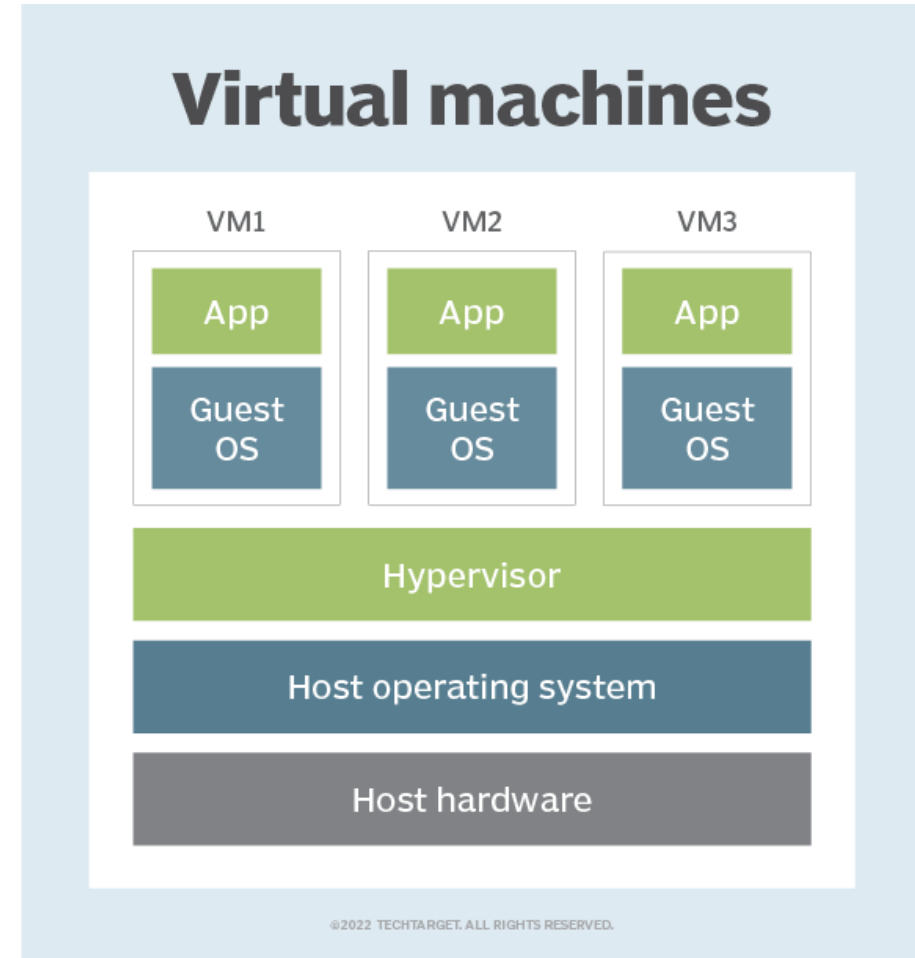 Virtual machines
VM1 VM2 VM3
App App App
Guest OS Guest OS Guest OS
Hypervisor
Host operating system
Host hardware
©2022 TECHTARGET. ALL RIGHTS RESERVED.